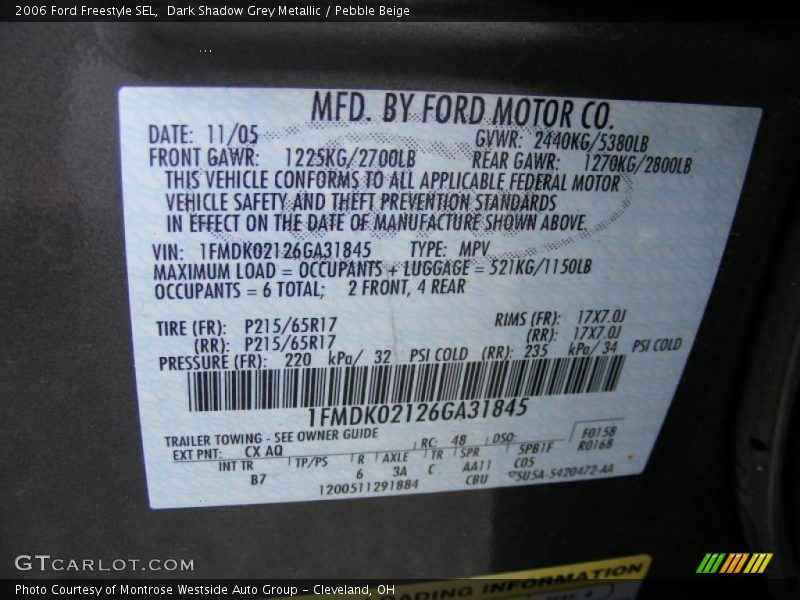 2006 Ford Freestyle SEL,  Dark Shadow Grey Metallic / Pebble Beige
MFD. BY FORD MOTOR CO.
DATE: 11/05 GVWR: 2440KG/5380LB
FRONT GAWR: 1225KG/2700LB REAR GAWR: 1270KG/2800LB
THIS VEHICLE CONFORMS TO ALL APPLICABLE FEDERAL MOTOR
VEHICLE SAFETY AND THEFT PREVENTION STANDARDS
IN EFFECT ON THE DATE OF MANUFACTURE SHOWN ABOVE.
VIN: 1FMDK02126GA31845 TYPE: MPV
MAXIMUM LOAD = OCCUPANTS + LUGGAGE = 521KG/1150LB
OCCUPANTS = 6 TOTAL; 2 FRONT, 4 REAR
TIRE (FR): P215/65R17 RIMS (FR): 17X7.0J
(RR): P215/65R17 (RR): 17X7.0J
PRESSURE (FR): 220 kPa/ 32 PSI COLD (RR): 235 kPa/ 34 PSI COLD
1FMDK02126GA31845
TRAILER TOWING - SEE OWNER GUIDE RC: 48 DSO: F0158
EXT PNT: CX AQ R0168
INT TR TP/PS R AXLE TR SPR SPB1F
B7 6 3A C AA11 C05
1200511291884 CBU 5U5A-5420472-AA
GTCARLOT.COM
LOADING INFORMATION
Photo Courtesy of Montrose Westside Auto Group - Cleveland, OH